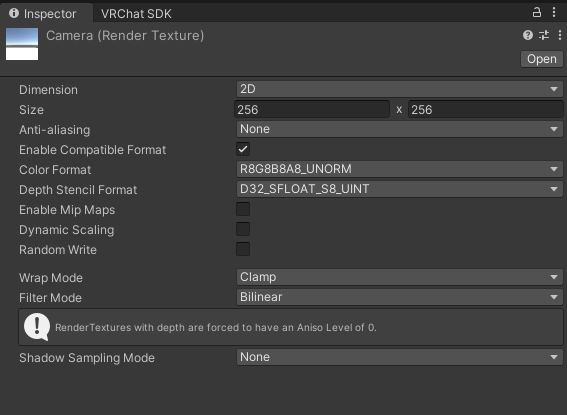 Inspector VRChat SDK
Camera (Render Texture)
Open
Dimension 2D
Size 256 x 256
Anti-aliasing None
Enable Compatible Format
Color Format R8G8B8A8_UNORM
Depth Stencil Format D32_SFLOAT_S8_UINT
Enable Mip Maps
Dynamic Scaling
Random Write
Wrap Mode Clamp
Filter Mode Bilinear
RenderTextures with depth are forced to have an Aniso Level of 0.
Shadow Sampling Mode None